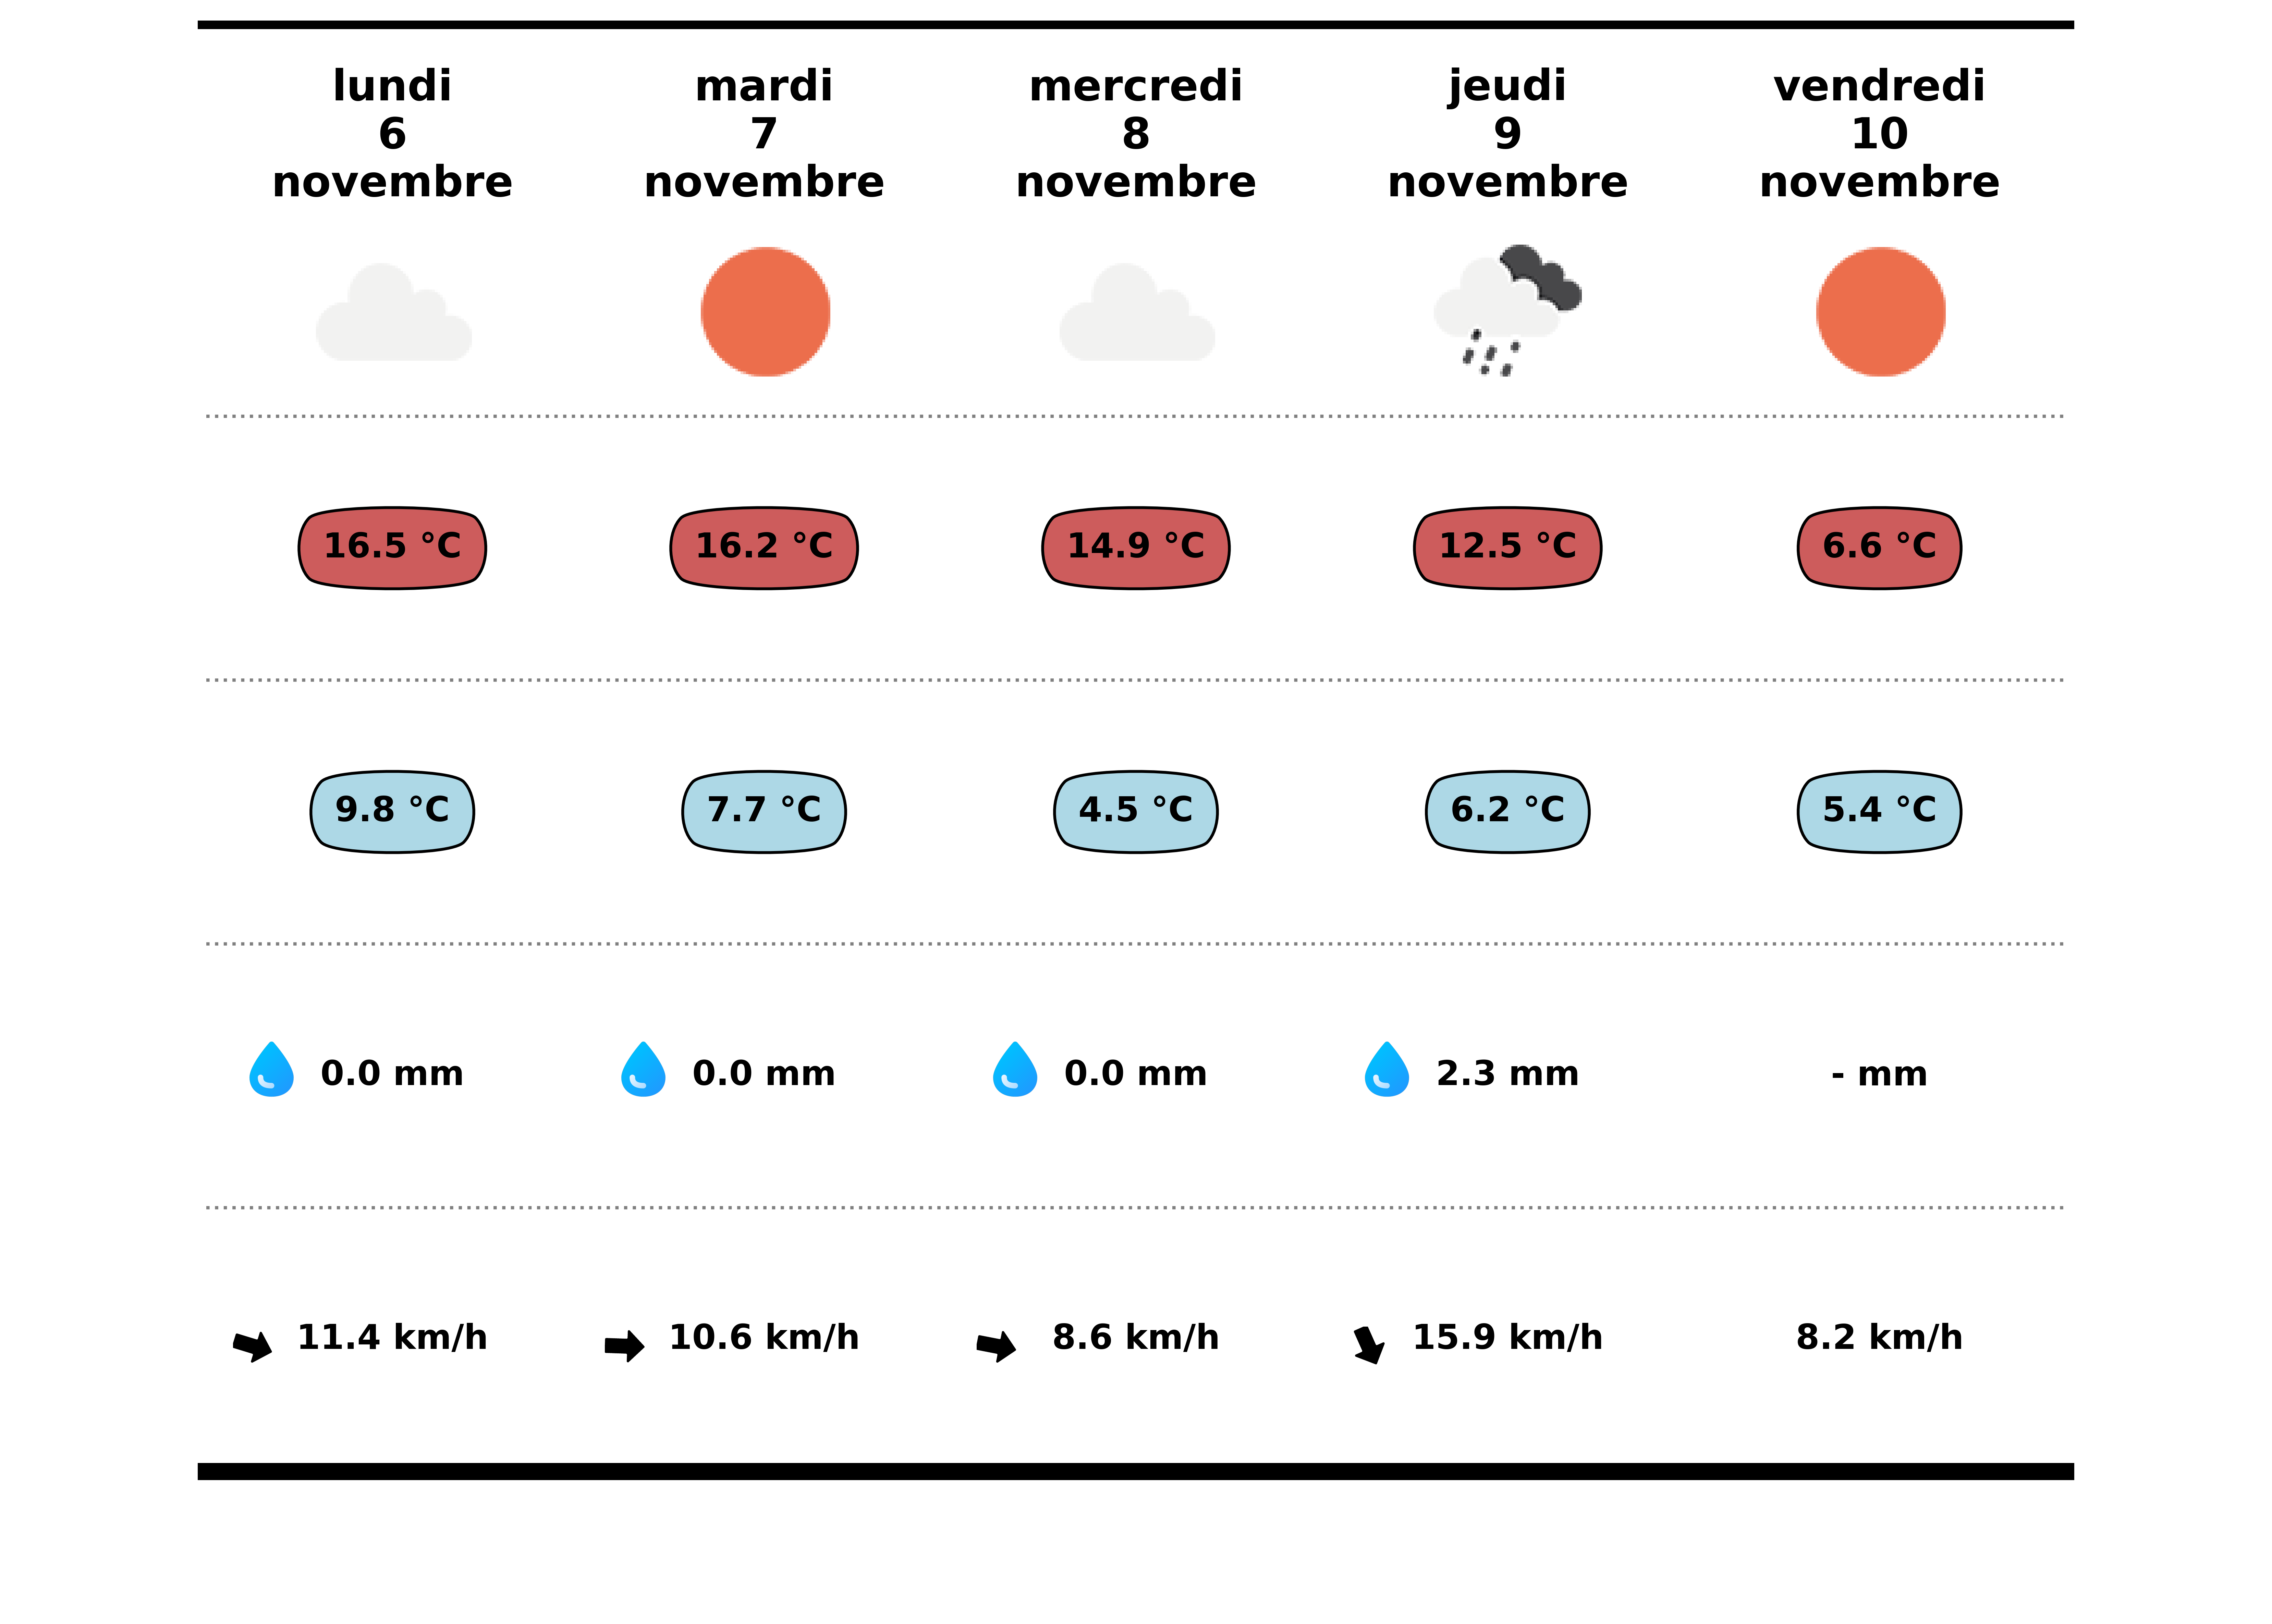 lundi
6
novembre
mardi
7
novembre
mercredi
8
novembre
jeudi
9
novembre
vendredi
10
novembre
16.5 °C
16.2 °C
14.9 °C
12.5 °C
6.6 °C
9.8 °C
7.7 °C
4.5 °C
6.2 °C
5.4 °C
0.0 mm
0.0 mm
0.0 mm
2.3 mm
- mm
11.4 km/h
10.6 km/h
8.6 km/h
15.9 km/h
8.2 km/h